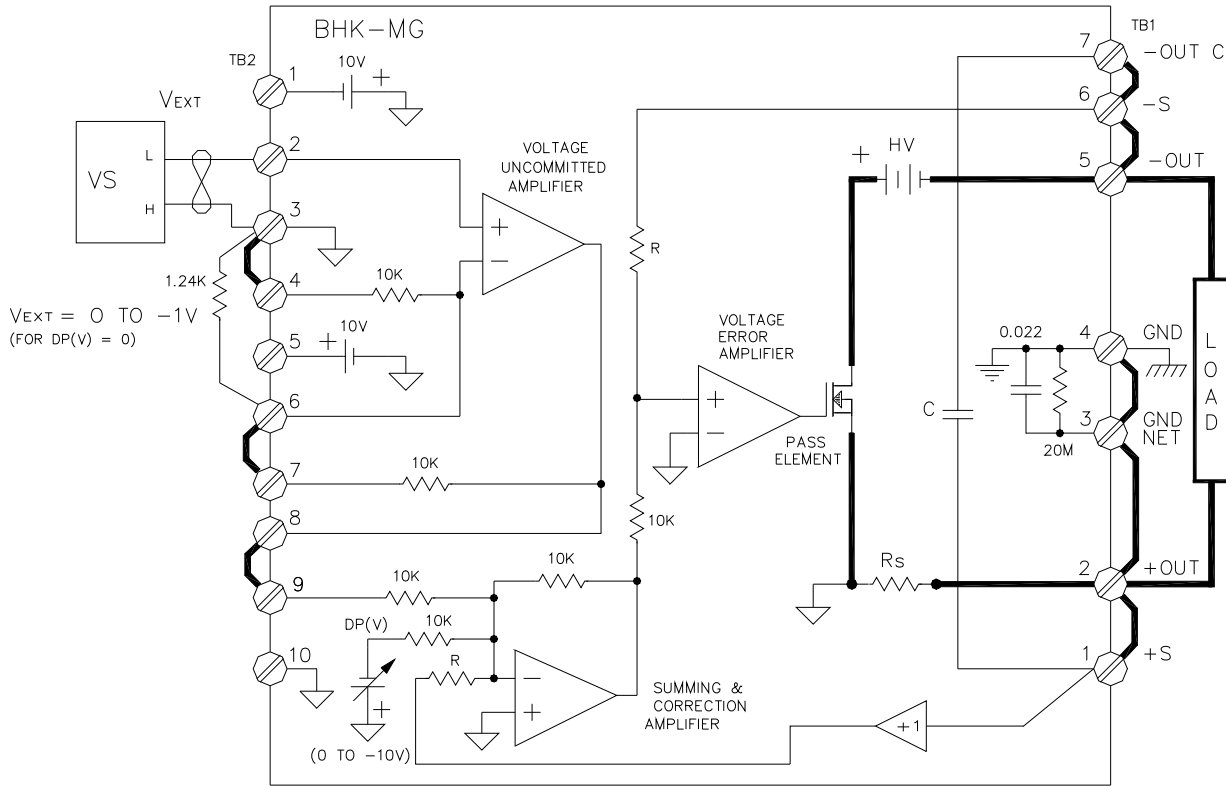 BHK-MG
TB2
TB1
1
10V
+
VEXT
VS
L
H
2
3
1.24K
4
10K
VEXT = 0 TO -1V
(FOR DP(V) = 0)
5
+
10V
6
7
10K
8
9
10K
10K
DP(V)
10K
R
10
+
(0 TO -10V)
VOLTAGE
UNCOMMITTED
AMPLIFIER
+
−
−
+
SUMMING &
CORRECTION
AMPLIFIER
R
10K
VOLTAGE
ERROR
AMPLIFIER
+
−
PASS
ELEMENT
+
HV
Rs
C
+1
7
-OUT C
6
-S
5
-OUT
0.022
4
GND
3
GND
NET
20M
2
+OUT
1
+S
LOAD